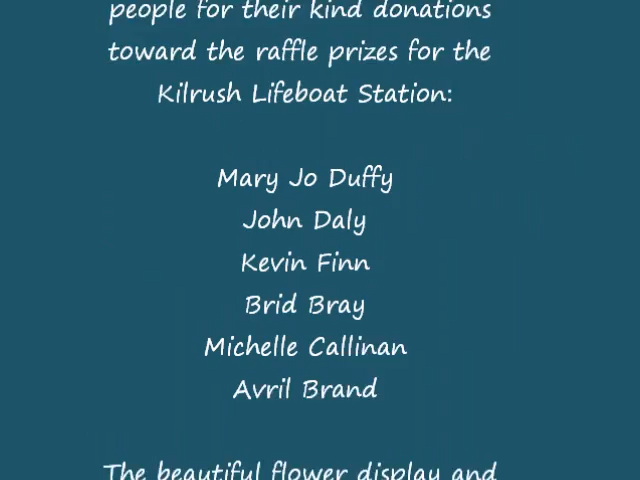 people for their kind donations
toward the raffle prizes for the
Kilrush Lifeboat Station:
Mary Jo Duffy
John Daly
Kevin Finn
Brid Bray
Michelle Callinan
Avril Brand
The beautiful flower display and